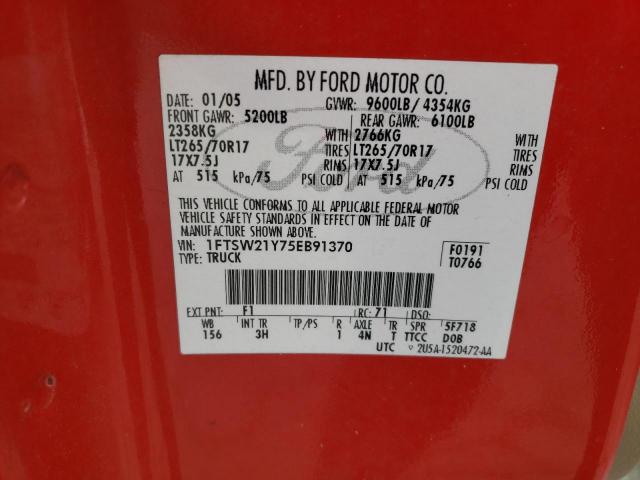 MFD. BY FORD MOTOR CO.
DATE: 01/05 GVWR: 9600LB/ 4354KG
FRONT GAWR: 5200LB REAR GAWR: 6100LB
2358KG WITH 2766KG WITH
LT265/70R17 TIRES LT265/70R17 TIRES
17X7.5J RIMS 17X7.5J RIMS
AT 515 kPa/75 PSI COLD AT 515 kPa/75 PSI COLD
Ford
THIS VEHICLE CONFORMS TO ALL APPLICABLE FEDERAL MOTOR
VEHICLE SAFETY STANDARDS IN EFFECT ON THE DATE OF
MANUFACTURE SHOWN ABOVE.
VIN: 1FTSW21Y75EB91370 F0191
TYPE: TRUCK T0766
EXT PNT: F1 RC: 71 DSO:
WB INT TR TP/PS R AXLE TR SPR 5F718
156 3H 1 4N T TTCC DOB
UTC 2U5A-1520472-AA